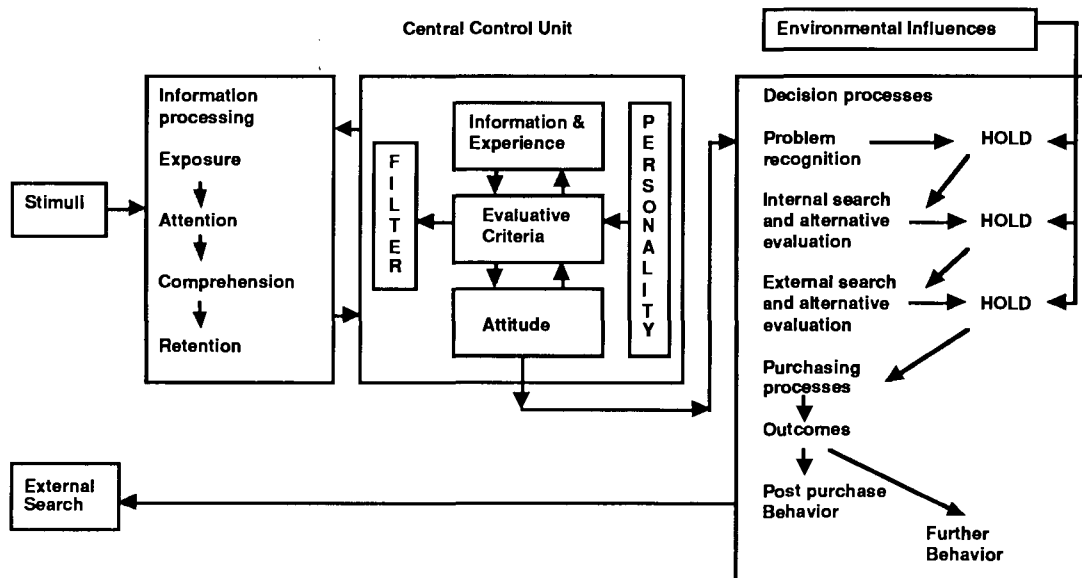 Central Control Unit
Environmental Influences
Stimuli
Information
processing
Exposure
Attention
Comprehension
Retention
FILTER
Information &
Experience
Evaluative
Criteria
Attitude
PERSONALITY
Decision processes
Problem
recognition
HOLD
Internal search
and alternative
evaluation
HOLD
External search
and alternative
evaluation
HOLD
Purchasing
processes
Outcomes
Post purchase
Behavior
Further
Behavior
External
Search